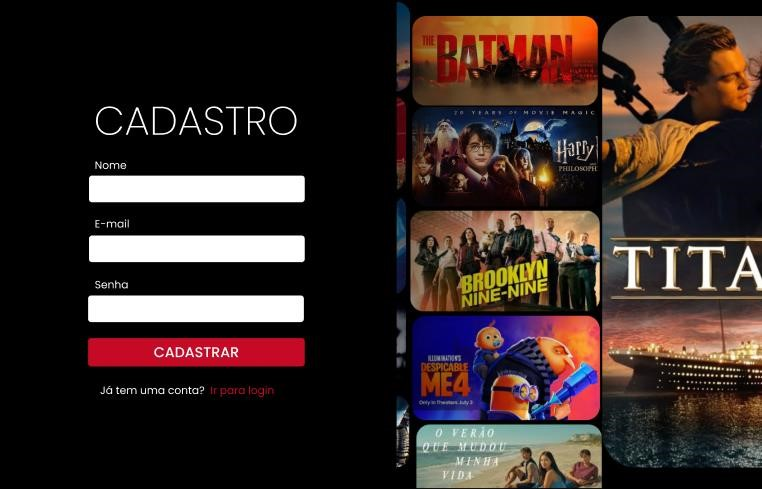 CADASTRO
Nome
E-mail
Senha
CADASTRAR
Já tem uma conta? Ir para login
THE
BATMAN
20 YEARS OF MOVIE MAGIC
Harry
PHILOSOPH
BROOKLYN
NINE-NINE
ILLUMINATION'S
DESPICABLE
ME4
Only in Theaters July 3
O VERÃO
QUE MUDOU
MINHA
VIDA
TITA